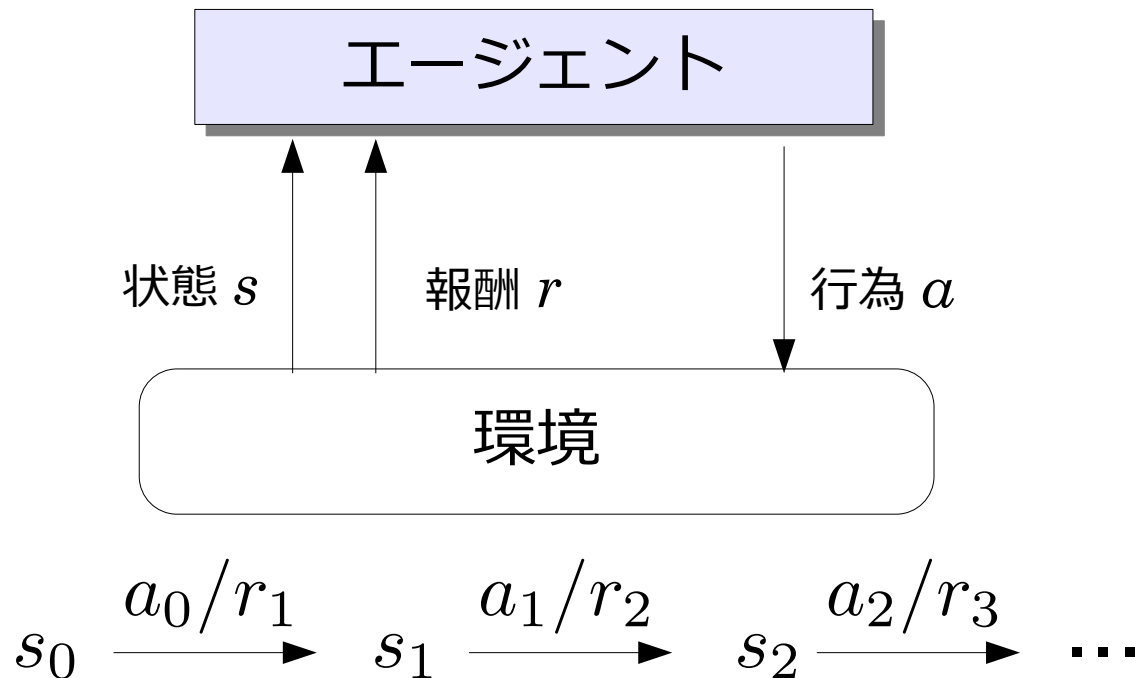 エージェント
状態 s 報酬 r 行為 a
環境
a₀/r₁ a₁/r₂ a₂/r₃
s₀ s₁ s₂ ⋯